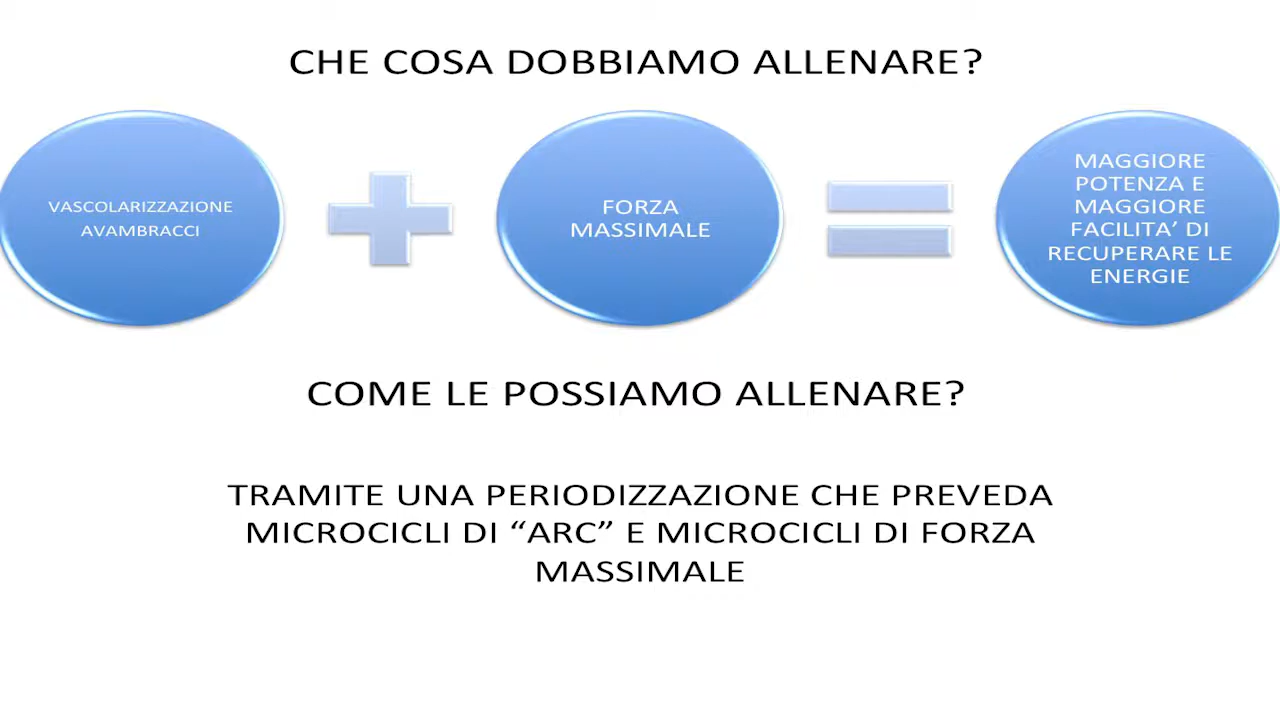 CHE COSA DOBBIAMO ALLENARE?
VASCOLARIZZAZIONE
AVAMBRACCI
FORZA
MASSIMALE
MAGGIORE
POTENZA E
MAGGIORE
FACILITA’ DI
RECUPERARE LE
ENERGIE
COME LE POSSIAMO ALLENARE?
TRAMITE UNA PERIODIZZAZIONE CHE PREVEDA
MICROCICLI DI “ARC” E MICROCICLI DI FORZA
MASSIMALE